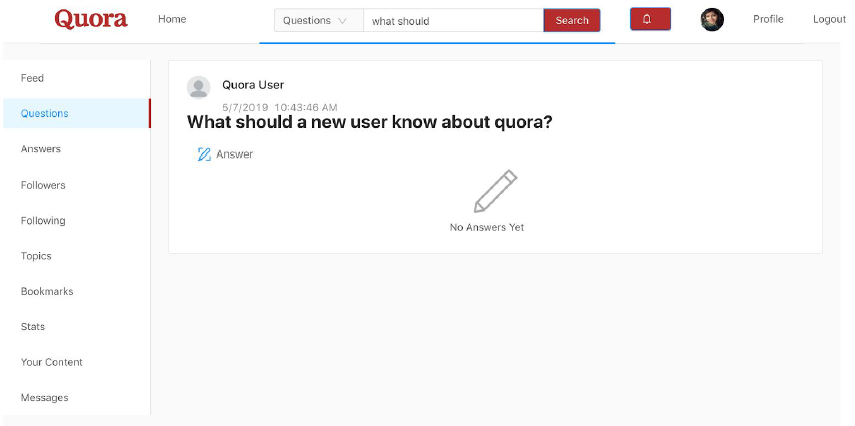 Quora
Home
Questions
what should
Search
Profile
Logout
Feed
Questions
Answers
Followers
Following
Topics
Bookmarks
Stats
Your Content
Messages
Quora User
5/7/2019 10:43:46 AM
What should a new user know about quora?
Answer
No Answers Yet